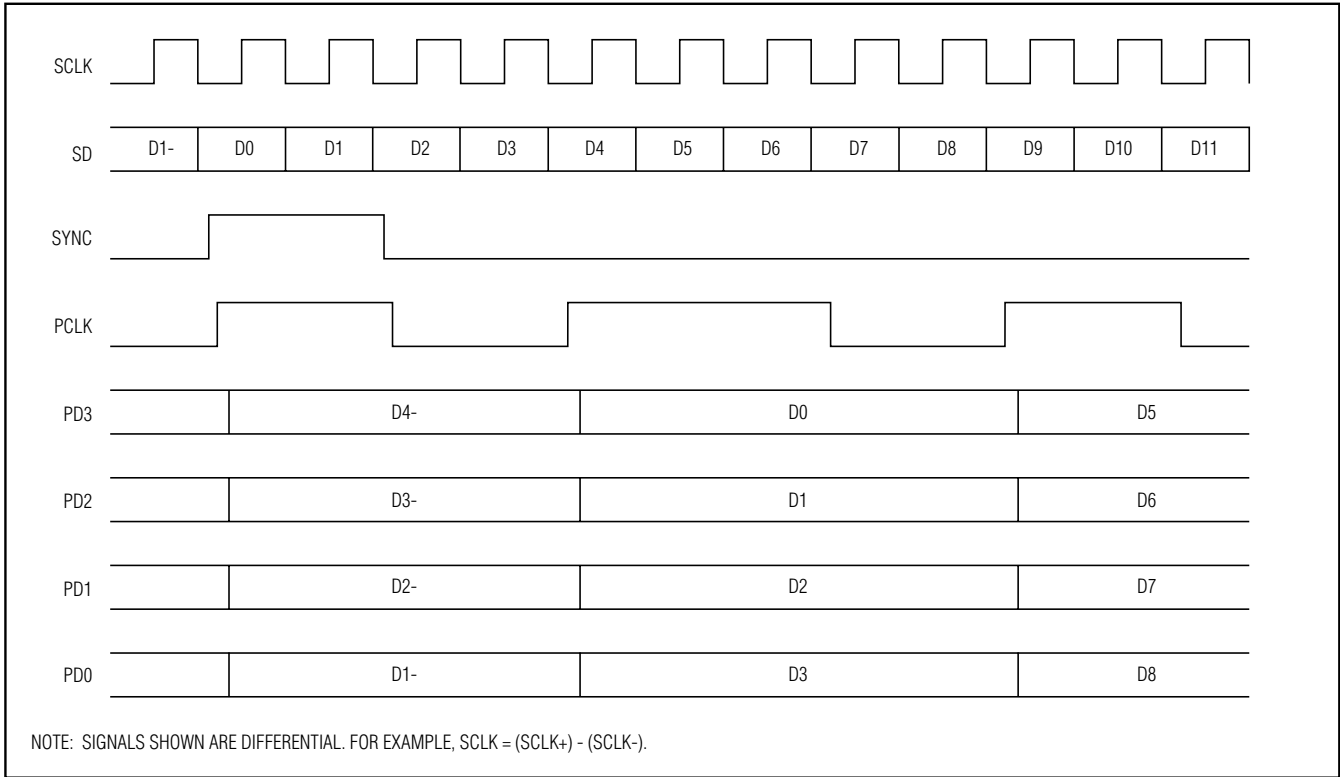 SCLK
SD D1- D0 D1 D2 D3 D4 D5 D6 D7 D8 D9 D10 D11
SYNC
PCLK
PD3 D4- D0 D5
PD2 D3- D1 D6
PD1 D2- D2 D7
PD0 D1- D3 D8
NOTE: SIGNALS SHOWN ARE DIFFERENTIAL. FOR EXAMPLE, SCLK = (SCLK+) - (SCLK-).